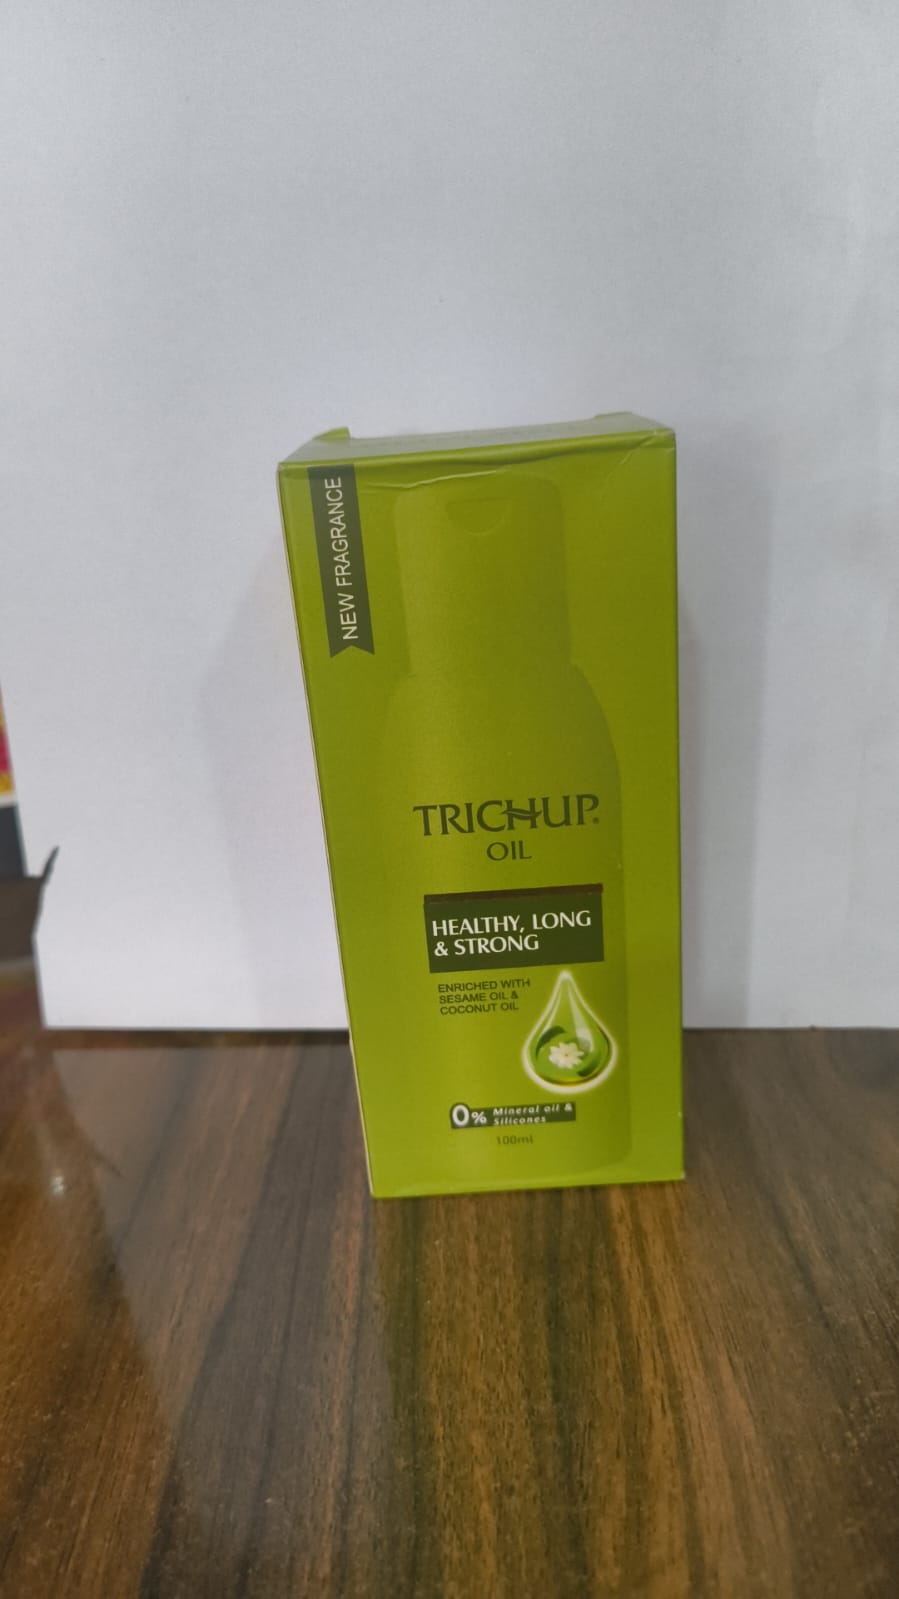 NEW FRAGRANCE
TRICHUP®
OIL
HEALTHY, LONG
& STRONG
ENRICHED WITH
SESAME OIL &
COCONUT OIL
0% Mineral oil &
Silicones
100ml